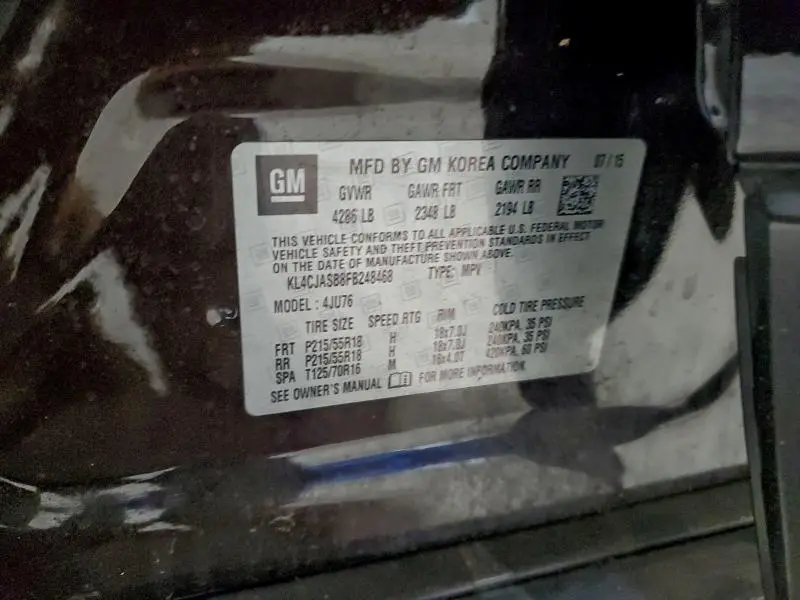 GM MFD BY GM KOREA COMPANY 07/15
GVWR GAWR FRT GAWR RR
4286 LB 2348 LB 2194 LB
THIS VEHICLE CONFORMS TO ALL APPLICABLE U.S. FEDERAL MOTOR
VEHICLE SAFETY AND THEFT PREVENTION STANDARDS IN EFFECT
ON THE DATE OF MANUFACTURE SHOWN ABOVE.
KL4CJASB8FB248468 TYPE: MPV
MODEL : 4JU76
TIRE SIZE SPEED RTG RIM COLD TIRE PRESSURE
FRT P215/55R18 H 18x7.0J 240KPA, 35 PSI
RR P215/55R18 H 18x7.0J 240KPA, 35 PSI
SPA T125/70R16 M 16x4.0T 420KPA, 60 PSI
SEE OWNER'S MANUAL FOR MORE INFORMATION.